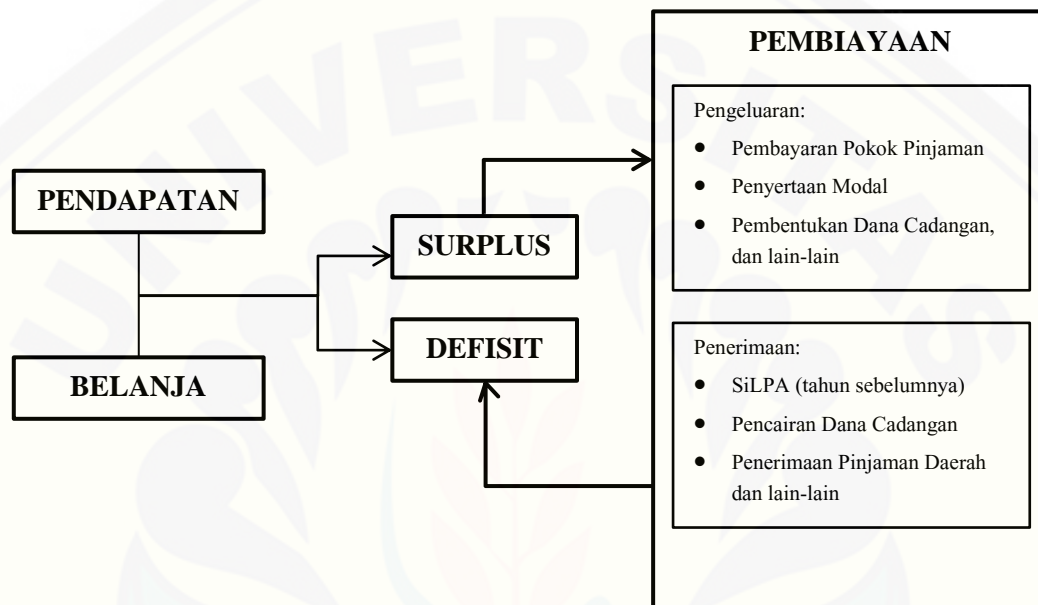 PEMBIAYAAN
Pengeluaran:
● Pembayaran Pokok Pinjaman
● Penyertaan Modal
● Pembentukan Dana Cadangan,
dan lain-lain
PENDAPATAN
SURPLUS
DEFISIT
BELANJA
Penerimaan:
● SiLPA (tahun sebelumnya)
● Pencairan Dana Cadangan
● Penerimaan Pinjaman Daerah
dan lain-lain
UNIVERSITAS